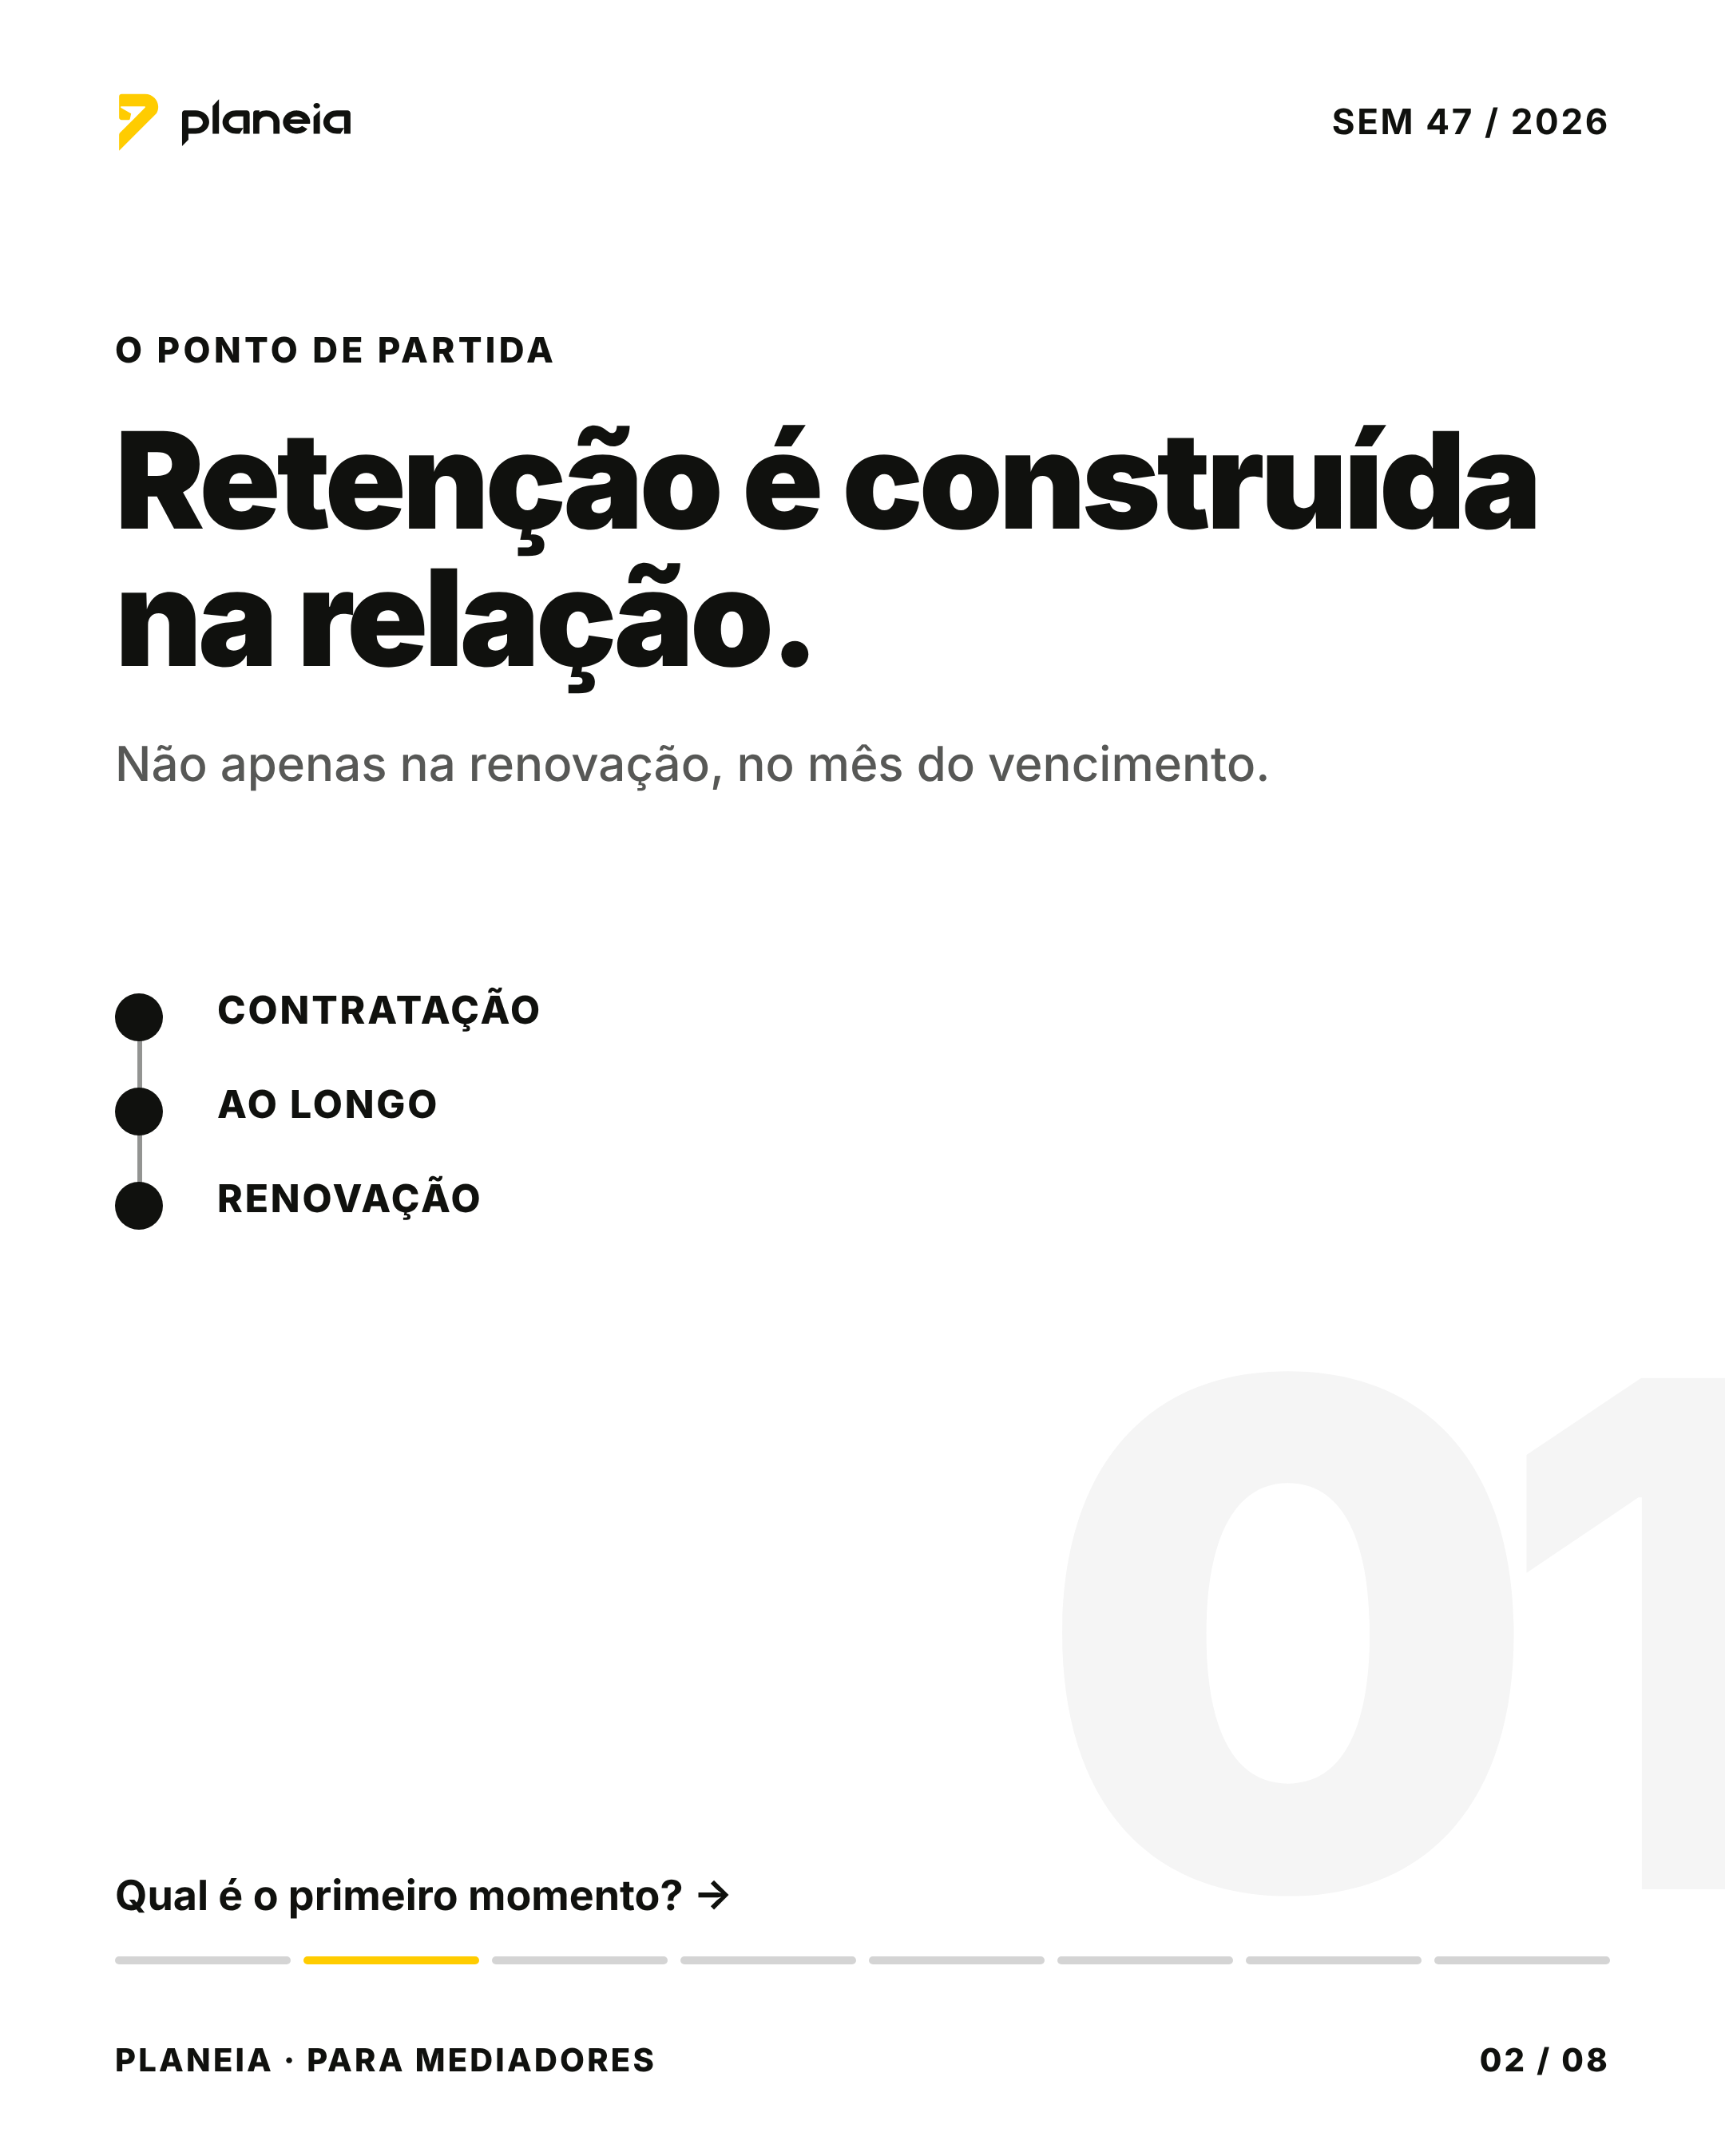 planeia
SEM 47 / 2026
O PONTO DE PARTIDA
Retenção é construída
na relação.
Não apenas na renovação, no mês do vencimento.
CONTRATAÇÃO
AO LONGO
RENOVAÇÃO
01
Qual é o primeiro momento? →
PLANEIA · PARA MEDIADORES
02 / 08